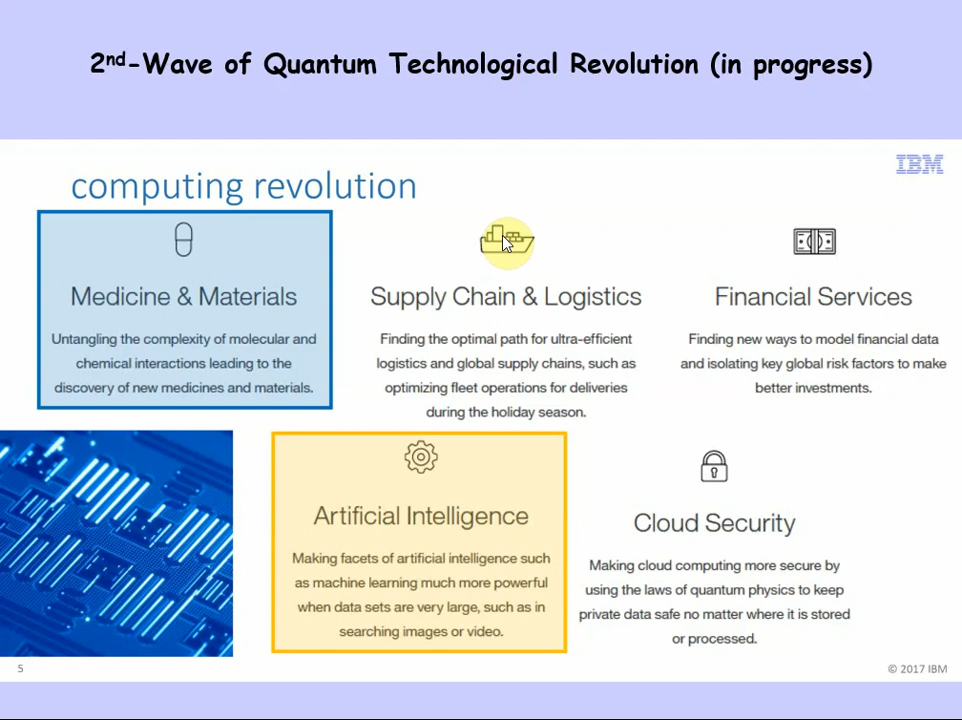 2nd-Wave of Quantum Technological Revolution (in progress)
IBM
computing revolution
Medicine & Materials
Untangling the complexity of molecular and
chemical interactions leading to the
discovery of new medicines and materials.
Supply Chain & Logistics
Finding the optimal path for ultra-efficient
logistics and global supply chains, such as
optimizing fleet operations for deliveries
during the holiday season.
Financial Services
Finding new ways to model financial data
and isolating key global risk factors to make
better investments.
Artificial Intelligence
Making facets of artificial intelligence such
as machine learning much more powerful
when data sets are very large, such as in
searching images or video.
Cloud Security
Making cloud computing more secure by
using the laws of quantum physics to keep
private data safe no matter where it is stored
or processed.
5
© 2017 IBM